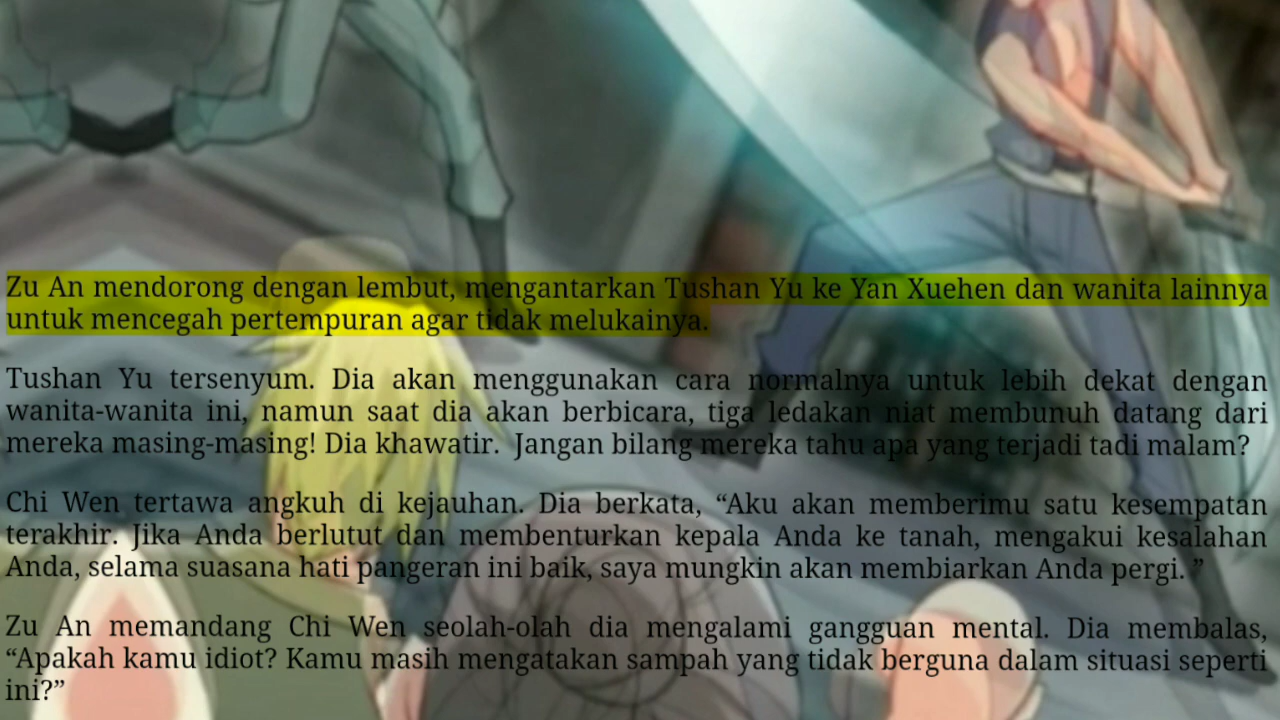 Zu An mendorong dengan lembut, mengantarkan Tushan Yu ke Yan Xuehen dan wanita lainnya
untuk mencegah pertempuran agar tidak melukainya.
Tushan Yu tersenyum. Dia akan menggunakan cara normalnya untuk lebih dekat dengan
wanita-wanita ini, namun saat dia akan berbicara, tiga ledakan niat membunuh datang dari
mereka masing-masing! Dia khawatir. Jangan bilang mereka tahu apa yang terjadi tadi malam?
Chi Wen tertawa angkuh di kejauhan. Dia berkata, “Aku akan memberimu satu kesempatan
terakhir. Jika Anda berlutut dan membenturkan kepala Anda ke tanah, mengakui kesalahan
Anda, selama suasana hati pangeran ini baik, saya mungkin akan membiarkan Anda pergi. ”
Zu An memandang Chi Wen seolah-olah dia mengalami gangguan mental. Dia membalas,
“Apakah kamu idiot? Kamu masih mengatakan sampah yang tidak berguna dalam situasi seperti
ini?”